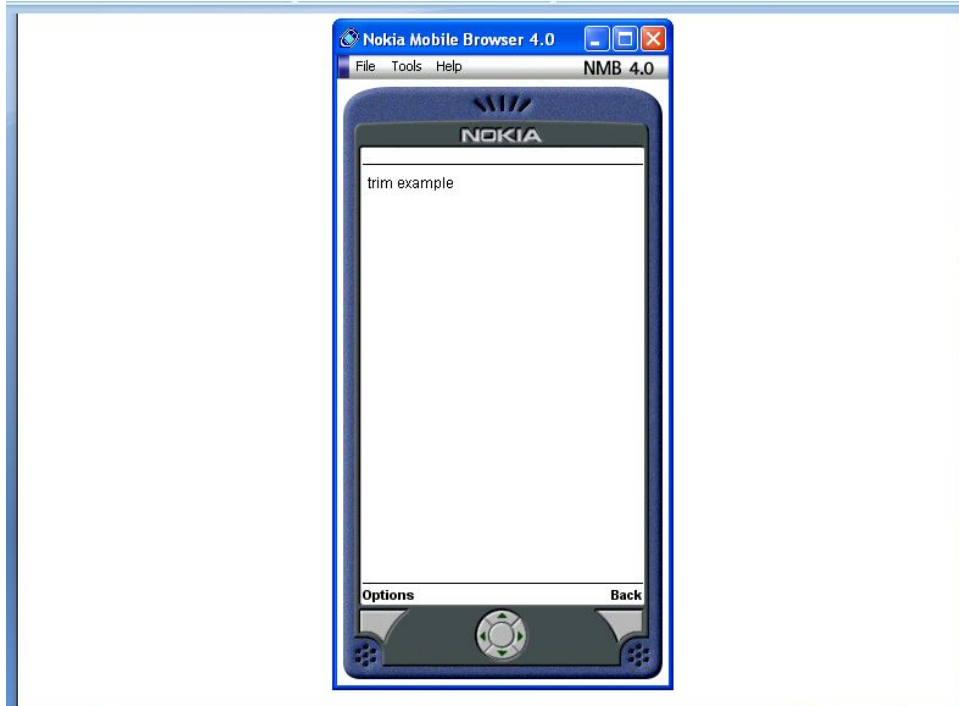 Nokia Mobile Browser 4.0
File Tools Help NMB 4.0
NOKIA
trim example
Options Back